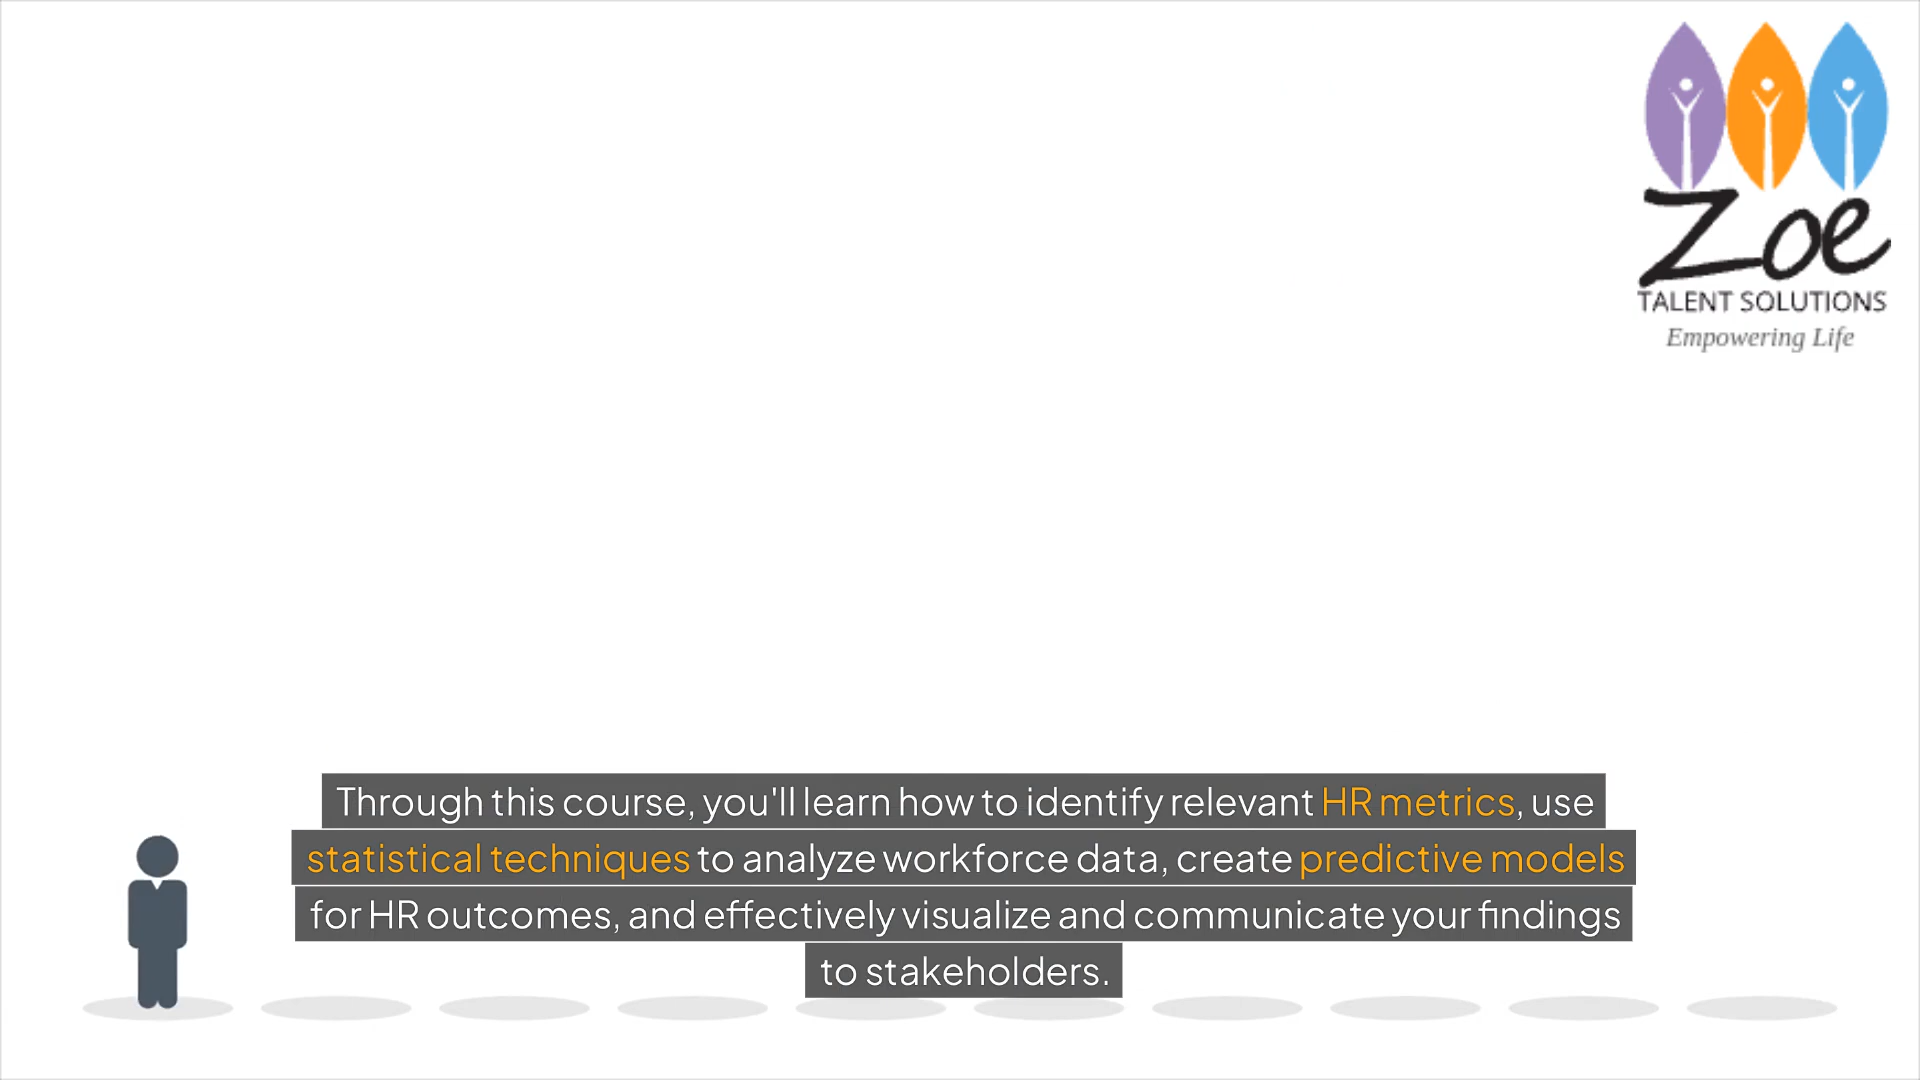 Zoe
TALENT SOLUTIONS
Empowering Life
Through this course, you'll learn how to identify relevant HR metrics, use
statistical techniques to analyze workforce data, create predictive models
for HR outcomes, and effectively visualize and communicate your findings
to stakeholders.